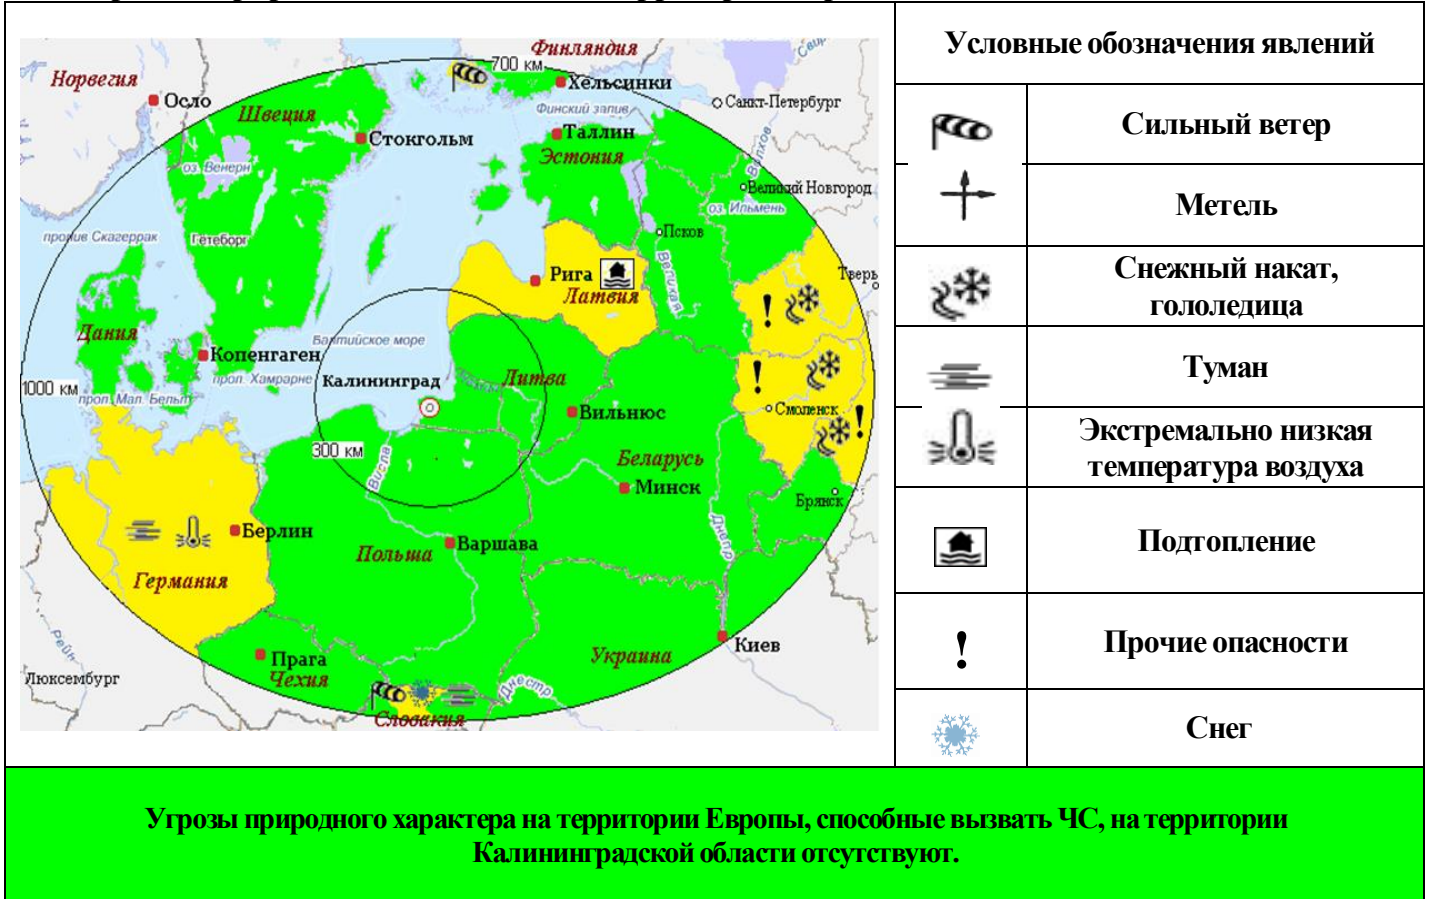 Финляндия
700 км
Норвегия
Хельсинки
Осло
Санкт-Петербург
Финский залив
Швеция
Таллин
Стокгольм
Эстония
Волхов
оз. Венерн
Великий Новгород
оз. Ильмень
Псков
пролив Скагеррак
Гётеборг
Великая
Рига
Тверь
Латвия
Дания
Балтийское море
Копенгаген
прол. Хамрарне
Калининград
Литва
1000 км
прол. Мал. Бельт
Смоленск
Вильнюс
300 км
Висла
Беларусь
Минск
Брянск
Днепр
Берлин
Варшава
Польша
Германия
Рейн
Киев
Прага
Украина
Люксембург
Чехия
Днестр
Словакия
Условные обозначения явлений
Сильный ветер
Метель
Снежный накат,
гололедица
Туман
Экстремально низкая
температура воздуха
Подтопление
! Прочие опасности
Снег
Угрозы природного характера на территории Европы, способные вызвать ЧС, на территории
Калининградской области отсутствуют.